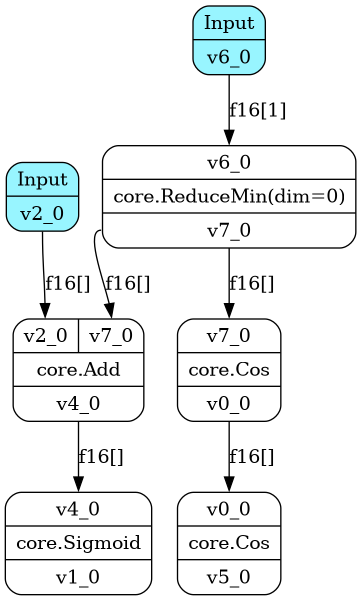 Input
v6_0
f16[1]
v6_0
core.ReduceMin(dim=0)
v7_0
Input
v2_0
f16[]
f16[]
f16[]
v2_0
v7_0
core.Add
v4_0
v7_0
core.Cos
v0_0
f16[]
f16[]
v4_0
core.Sigmoid
v1_0
v0_0
core.Cos
v5_0